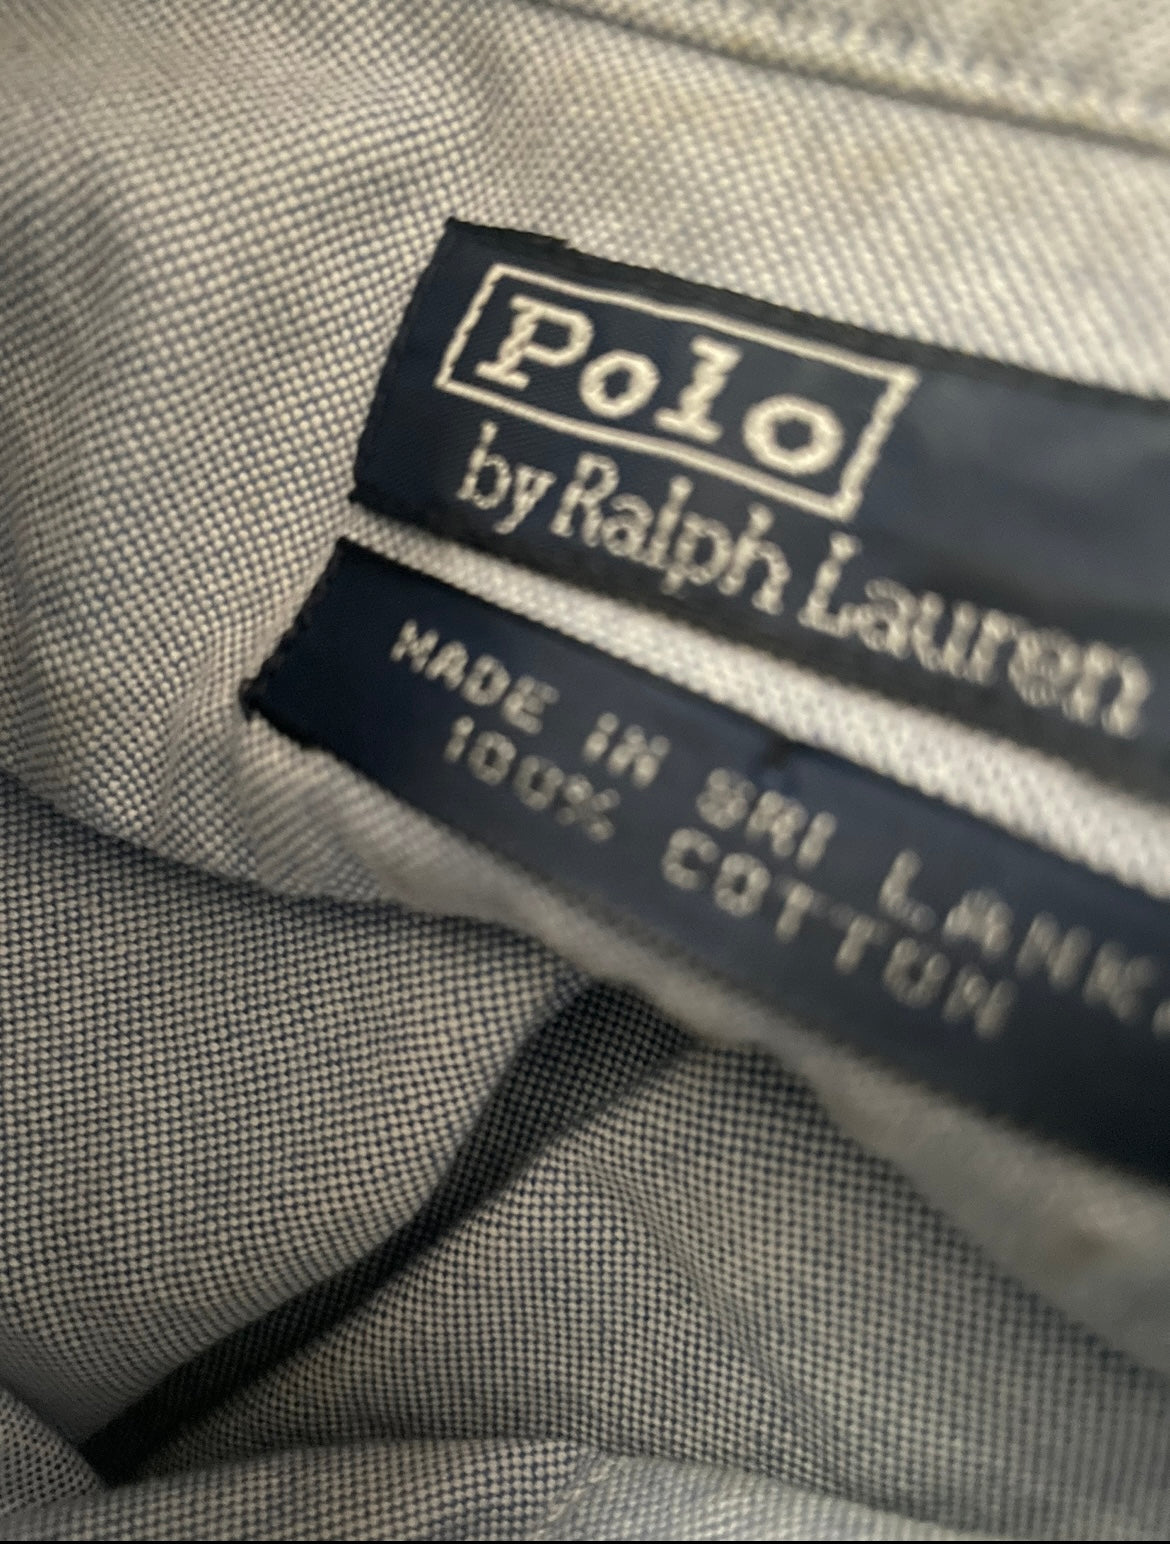 Polo
by Ralph Lauren
MADE IN SRI LANKA
100% COTTON